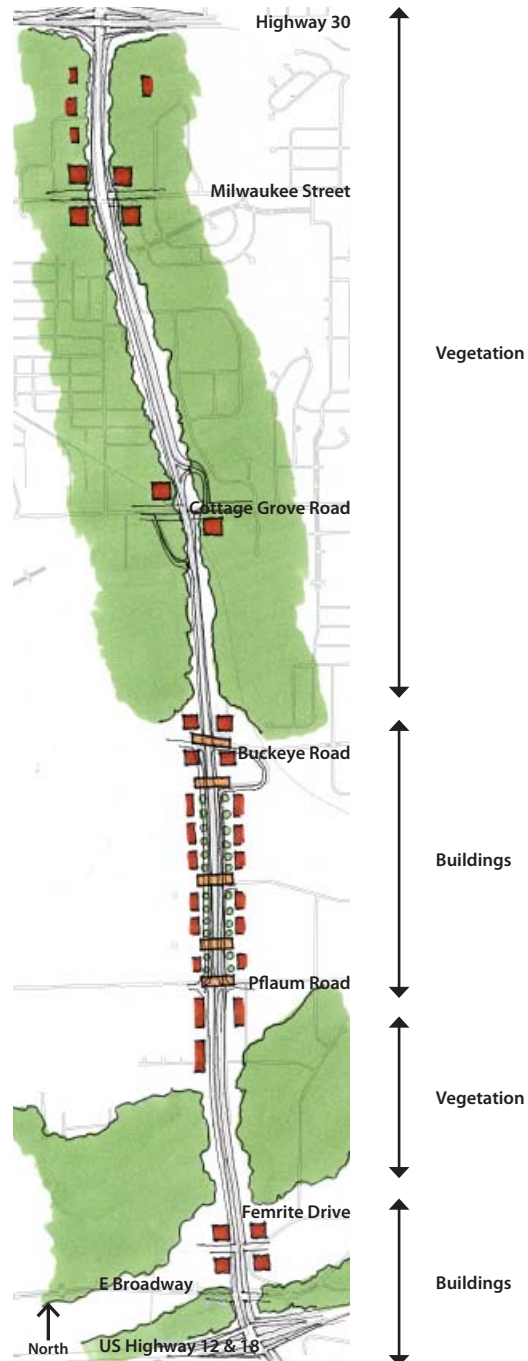 Highway 30
Milwaukee Street
Vegetation
Cottage Grove Road
Buckeye Road
Buildings
Pflaum Road
Vegetation
Femrite Drive
E Broadway
Buildings
North
US Highway 12 & 18